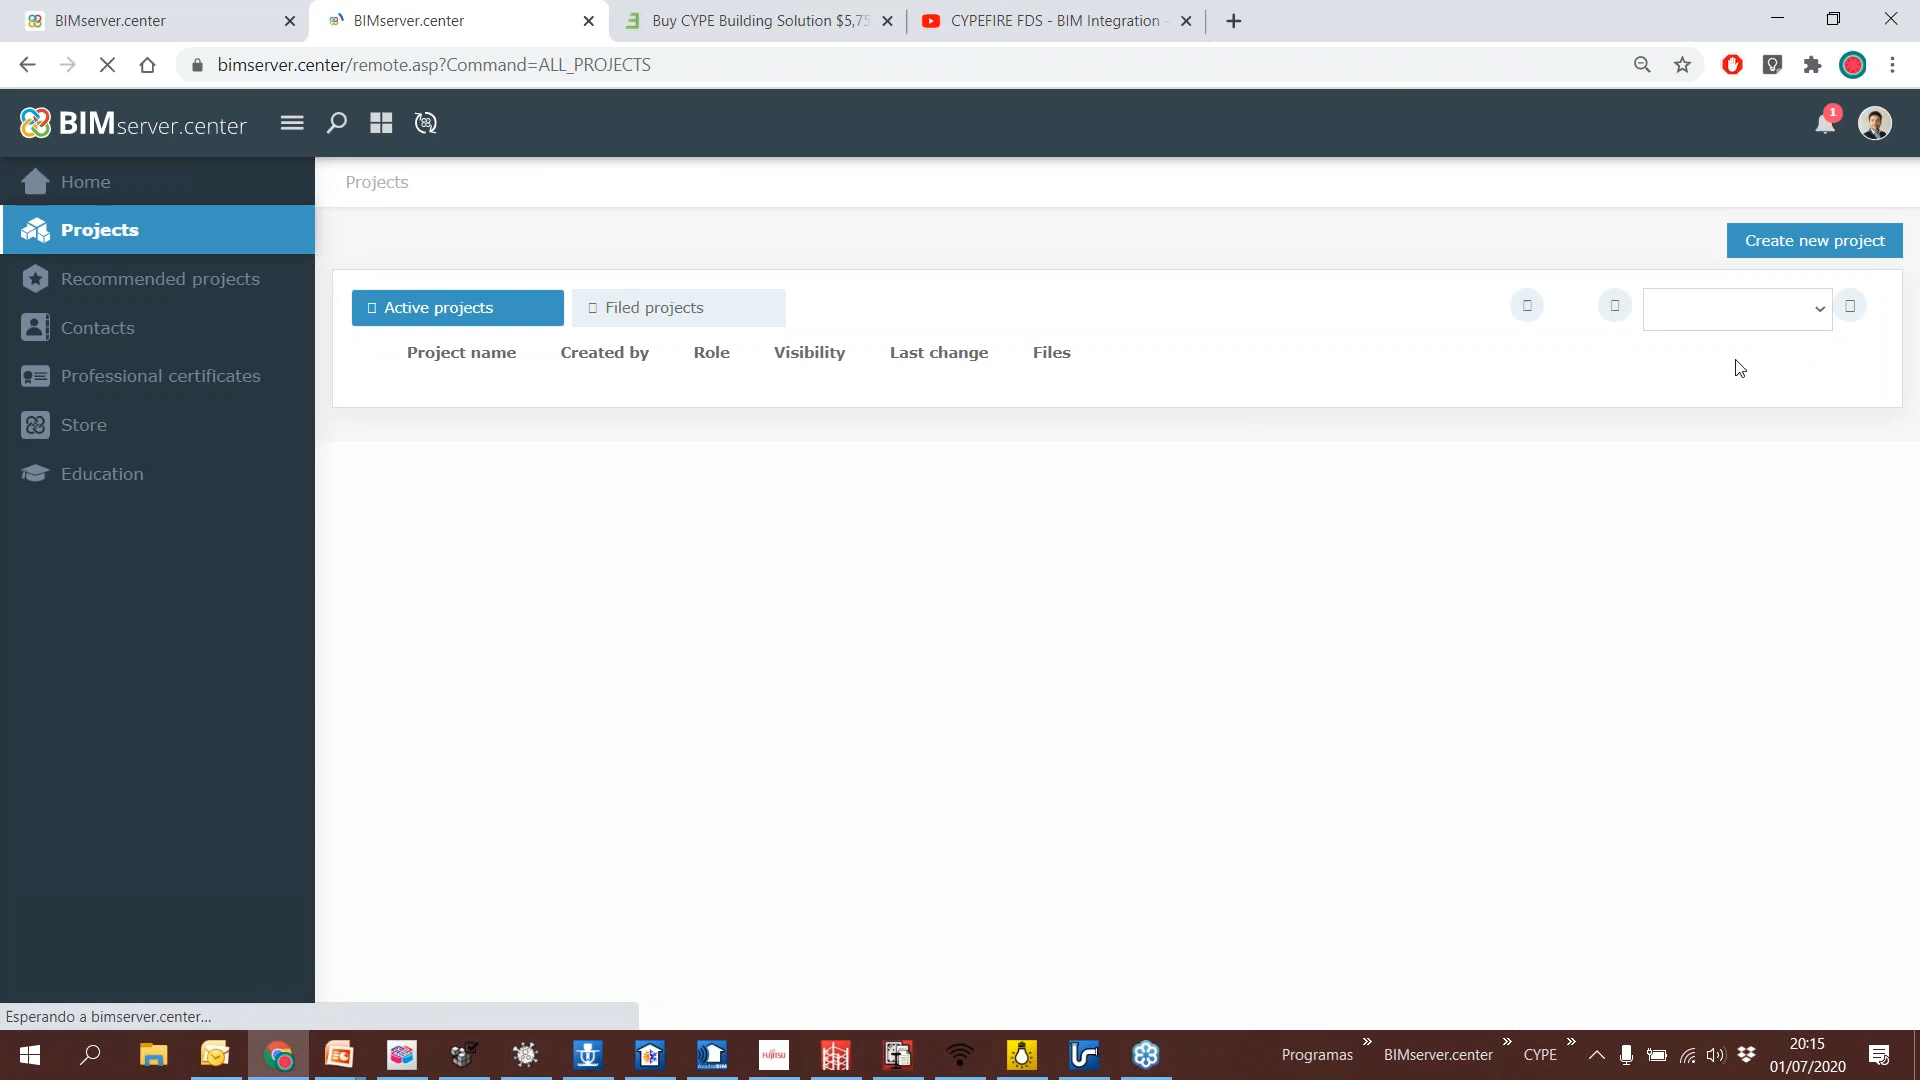 BIMserver.center
BIMserver.center
Buy CYPE Building Solution $5,75
CYPEFIRE FDS - BIM Integration -
bimserver.center/remote.asp?Command=ALL_PROJECTS
BIMserver.center
1
Home
Projects
Recommended projects
Contacts
Professional certificates
Store
Education
Projects
Create new project
Active projects
Filed projects
Project name Created by Role Visibility Last change Files
Esperando a bimserver.center...
FUJITSU
Programas
BIMserver.center
CYPE
20:15
01/07/2020